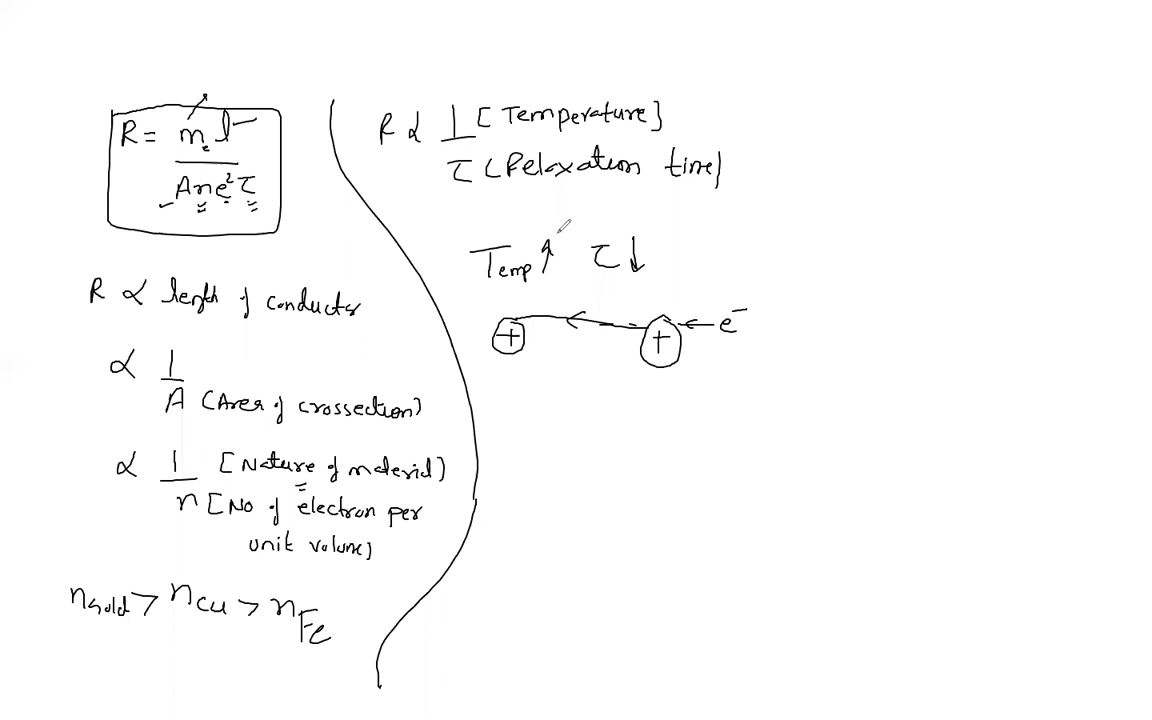 R = mₑ l
Ane²τ
R ∝ length of conductor
∝ 1
A (Area of crossection)
∝ 1 [Nature of material)
n [No of electron per
unit volume]
nGold > nCu > nFe
R ∝ 1 [Temperature]
τ (Relaxation time)
Temp ↑ τ ↓
+ + ← e⁻